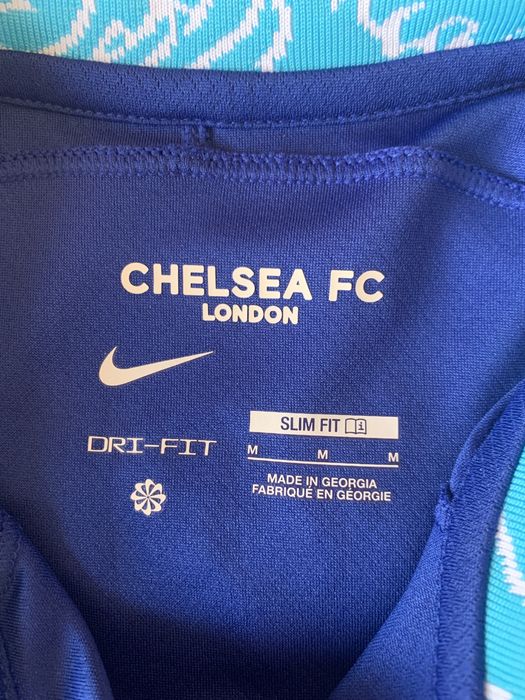 CHELSEA FC
LONDON
SLIM FIT
DRI-FIT
M M M
MADE IN GEORGIA
FABRIQUÉ EN GEORGIE